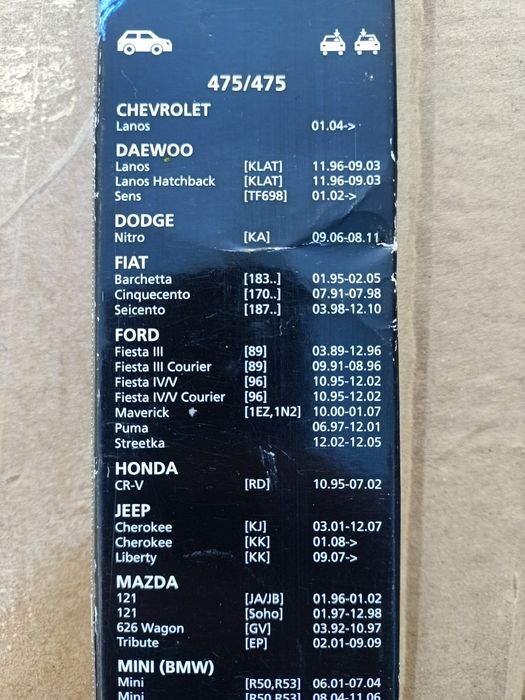 475/475
CHEVROLET
Lanos 01.04->
DAEWOO
Lanos [KLAT] 11.96-09.03
Lanos Hatchback [KLAT] 11.96-09.03
Sens [TF698] 01.02->
DODGE
Nitro [KA] 09.06-08.11
FIAT
Barchetta [183..] 01.95-02.05
Cinquecento [170..] 07.91-07.98
Seicento [187..] 03.98-12.10
FORD
Fiesta III [89] 03.89-12.96
Fiesta III Courier [89] 09.91-08.96
Fiesta IV/V [96] 10.95-12.02
Fiesta IV/V Courier [96] 10.95-12.02
Maverick [1EZ,1N2] 10.00-01.07
Puma 06.97-12.01
Streetka 12.02-12.05
HONDA
CR-V [RD] 10.95-07.02
JEEP
Cherokee [KJ] 03.01-12.07
Cherokee [KK] 01.08->
Liberty [KK] 09.07->
MAZDA
121 [JA/JB] 01.96-01.02
121 [Soho] 01.97-12.98
626 Wagon [GV] 03.92-10.97
Tribute [EP] 02.01-09.09
MINI (BMW)
Mini [R50,R53] 06.01-07.04
Mini [R50,R53] 08.04-11.06